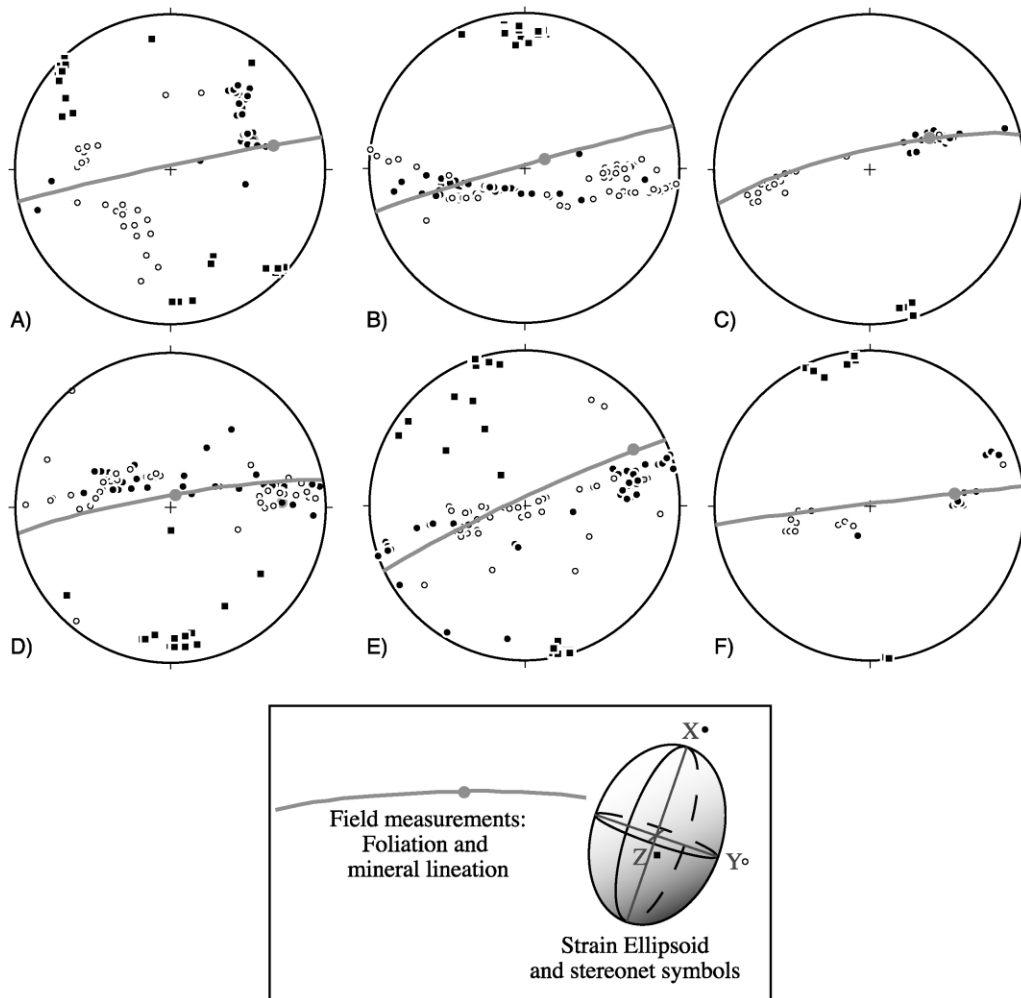 A)
B)
C)
D)
E)
F)
X
Z
Y
Field measurements:
Foliation and
mineral lineation
Strain Ellipsoid
and stereonet symbols